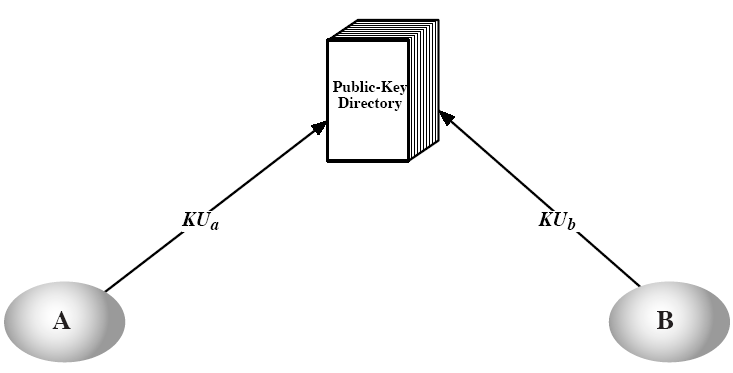 Public-Key
Directory
KUa
KUb
A
B